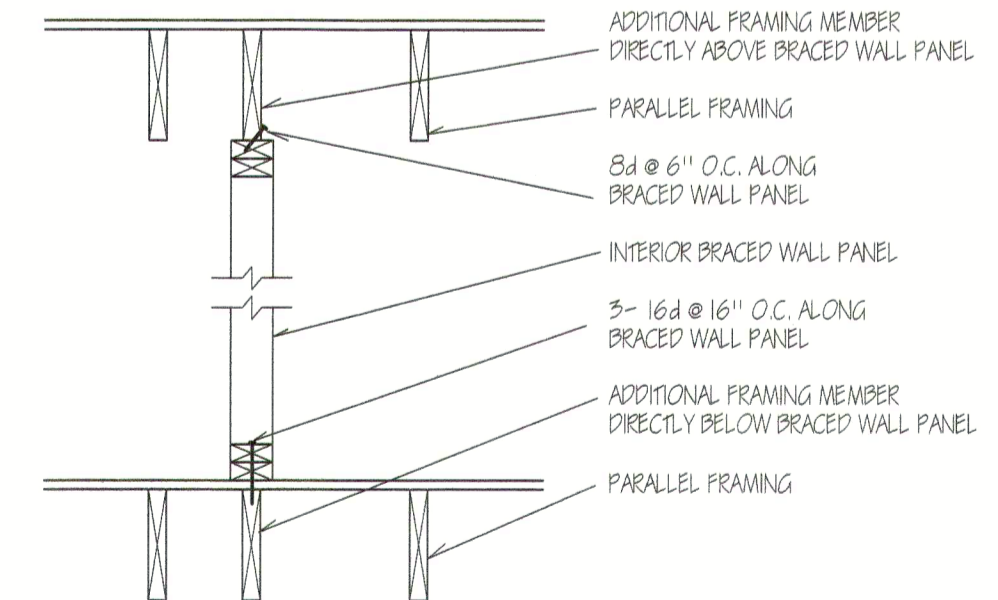 ADDITIONAL FRAMING MEMBER
DIRECTLY ABOVE BRACED WALL PANEL
PARALLEL FRAMING
8d @ 6" O.C. ALONG
BRACED WALL PANEL
INTERIOR BRACED WALL PANEL
3- 16d @ 16" O.C. ALONG
BRACED WALL PANEL
ADDITIONAL FRAMING MEMBER
DIRECTLY BELOW BRACED WALL PANEL
PARALLEL FRAMING